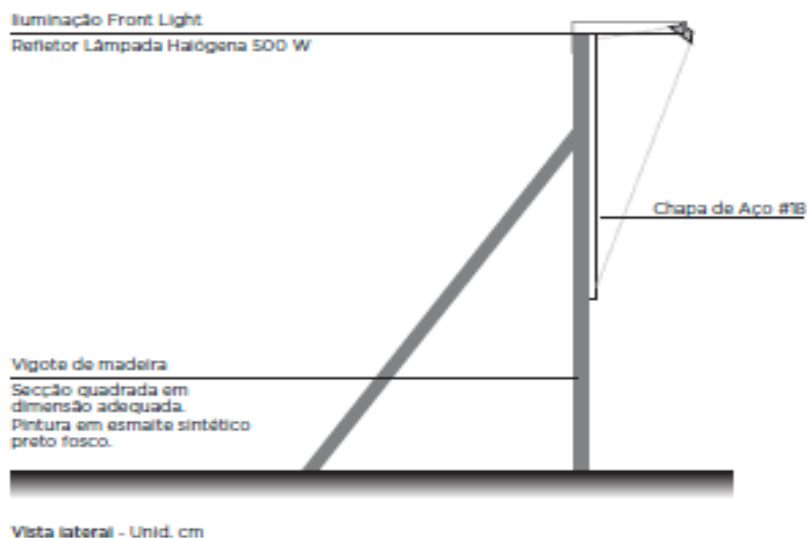 Iluminação Front Light
Refletor Lâmpada Halógena 500 W
Chapa de Aço #18
Vigote de madeira
Secção quadrada em
dimensão adequada.
Pintura em esmalte sintético
preto fosco.
Vista lateral - Unid. cm